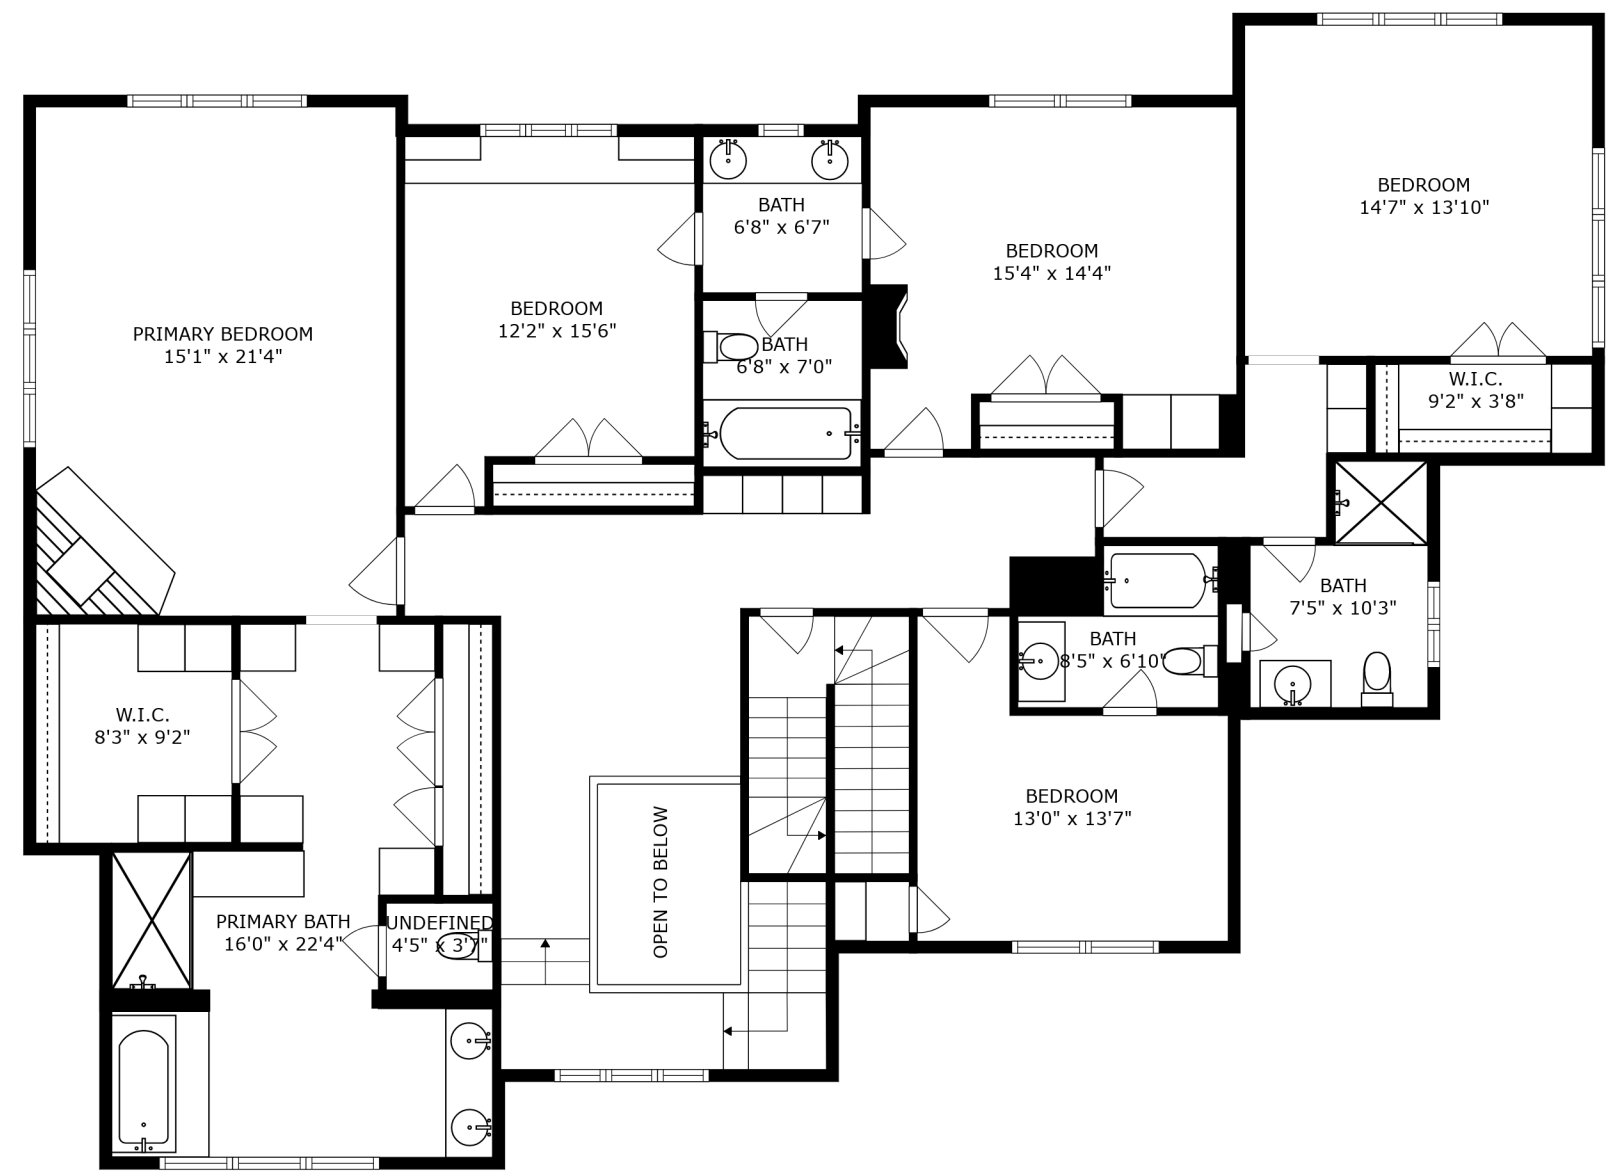 BEDROOM
14'7" x 13'10"
BATH
6'8" x 6'7"
BEDROOM
15'4" x 14'4"
BEDROOM
12'2" x 15'6"
PRIMARY BEDROOM
15'1" x 21'4"
BATH
6'8" x 7'0"
W.I.C.
9'2" x 3'8"
BATH
7'5" x 10'3"
BATH
8'5" x 6'10"
W.I.C.
8'3" x 9'2"
BEDROOM
13'0" x 13'7"
OPEN TO BELOW
PRIMARY BATH
16'0" x 22'4"
UNDEFINED
4'5" x 3'7"